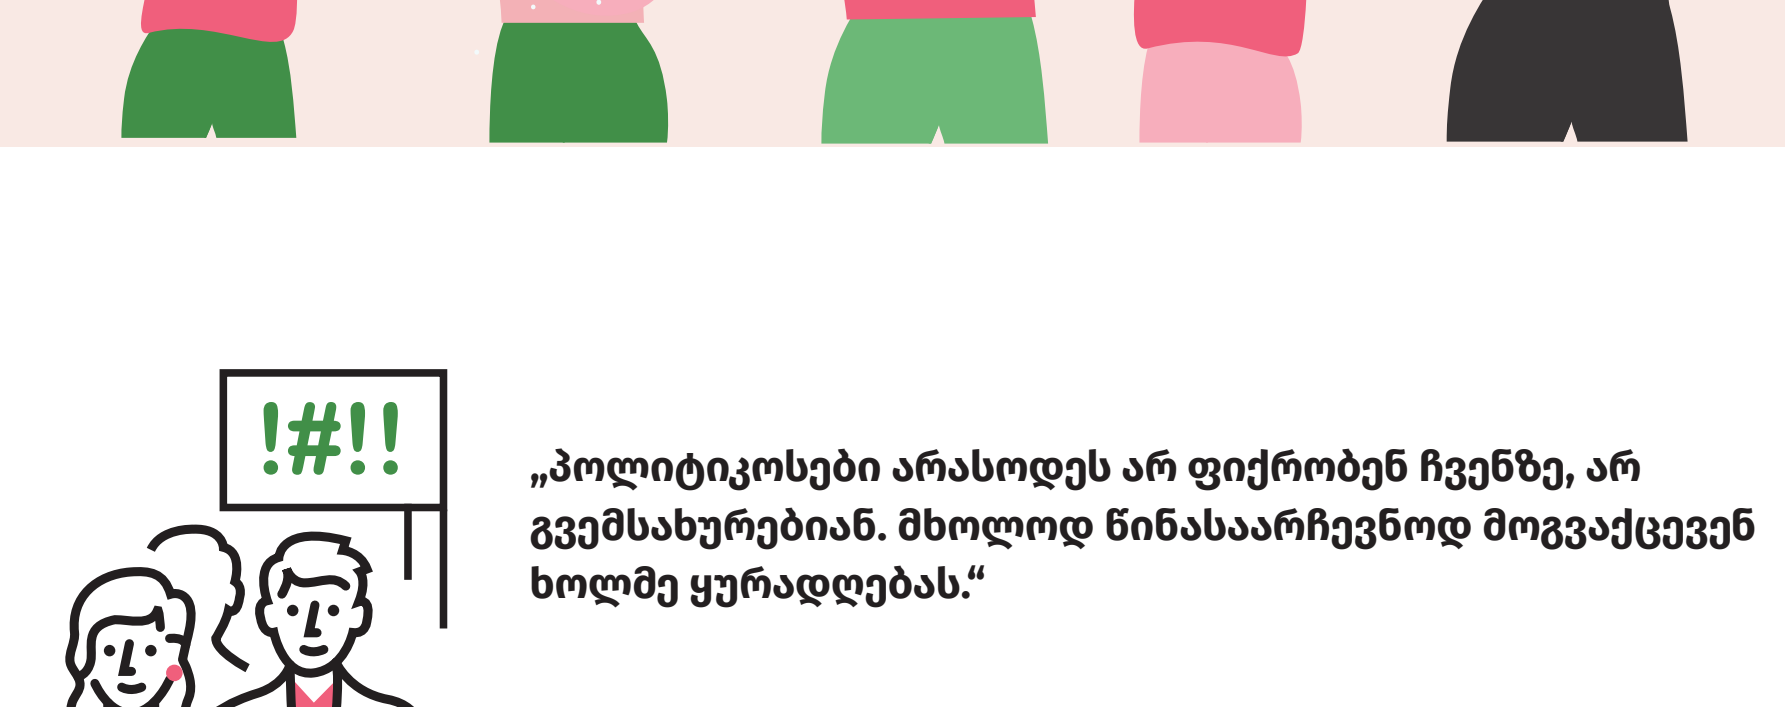 !#!!
„პოლიტიკოსები არასოდეს არ ფიქრობენ ჩვენზე, არ
გვემსახურებიან. მხოლოდ წინასაარჩევნოდ მოგვაქცევენ
ხოლმე ყურადღებას.“